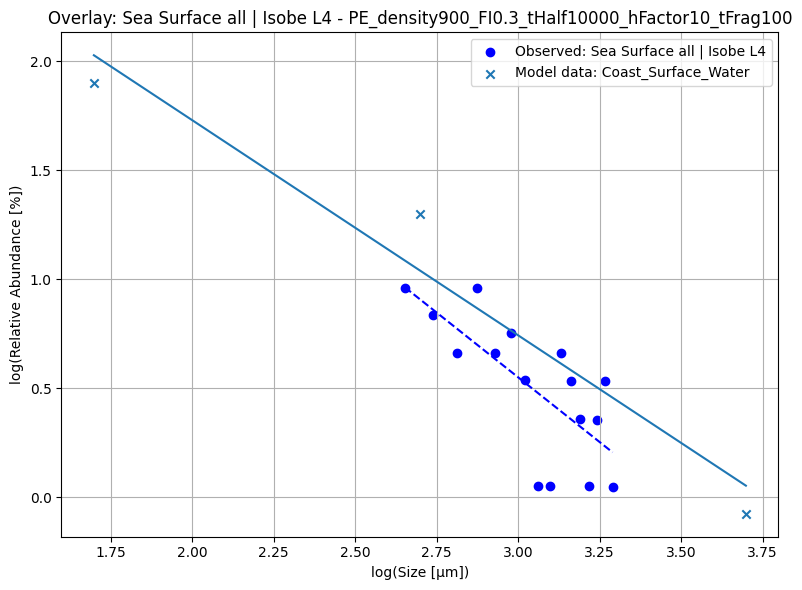 Overlay: Sea Surface all | Isobe L4 - PE_density900_FI0.3_tHalf10000_hFactor10_tFrag100
Observed: Sea Surface all | Isobe L4
Model data: Coast_Surface_Water
log(Relative Abundance [%])
2.0
1.5
1.0
0.5
0.0
1.75 2.00 2.25 2.50 2.75 3.00 3.25 3.50 3.75
log(Size [µm])